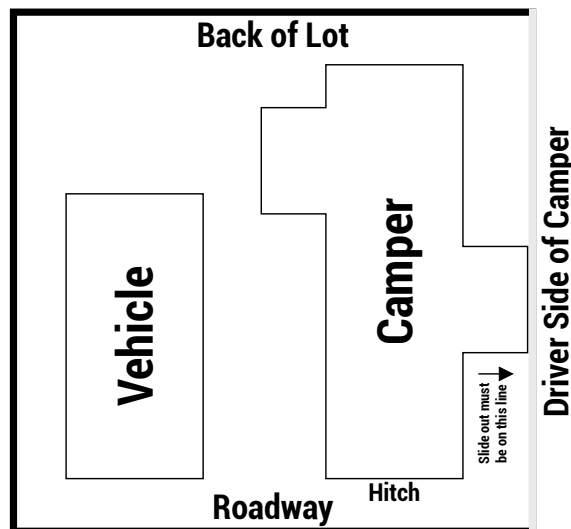 Back of Lot
Vehicle
Camper
Driver Side of Camper
Slide out must
be on this line
Hitch
Roadway